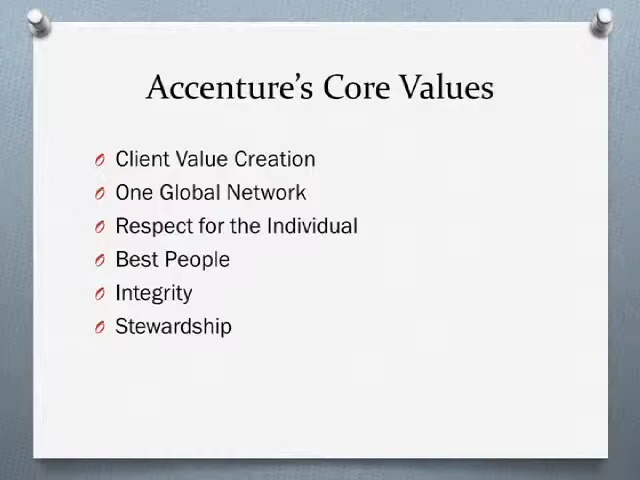 Accenture’s Core Values
Client Value Creation
One Global Network
Respect for the Individual
Best People
Integrity
Stewardship